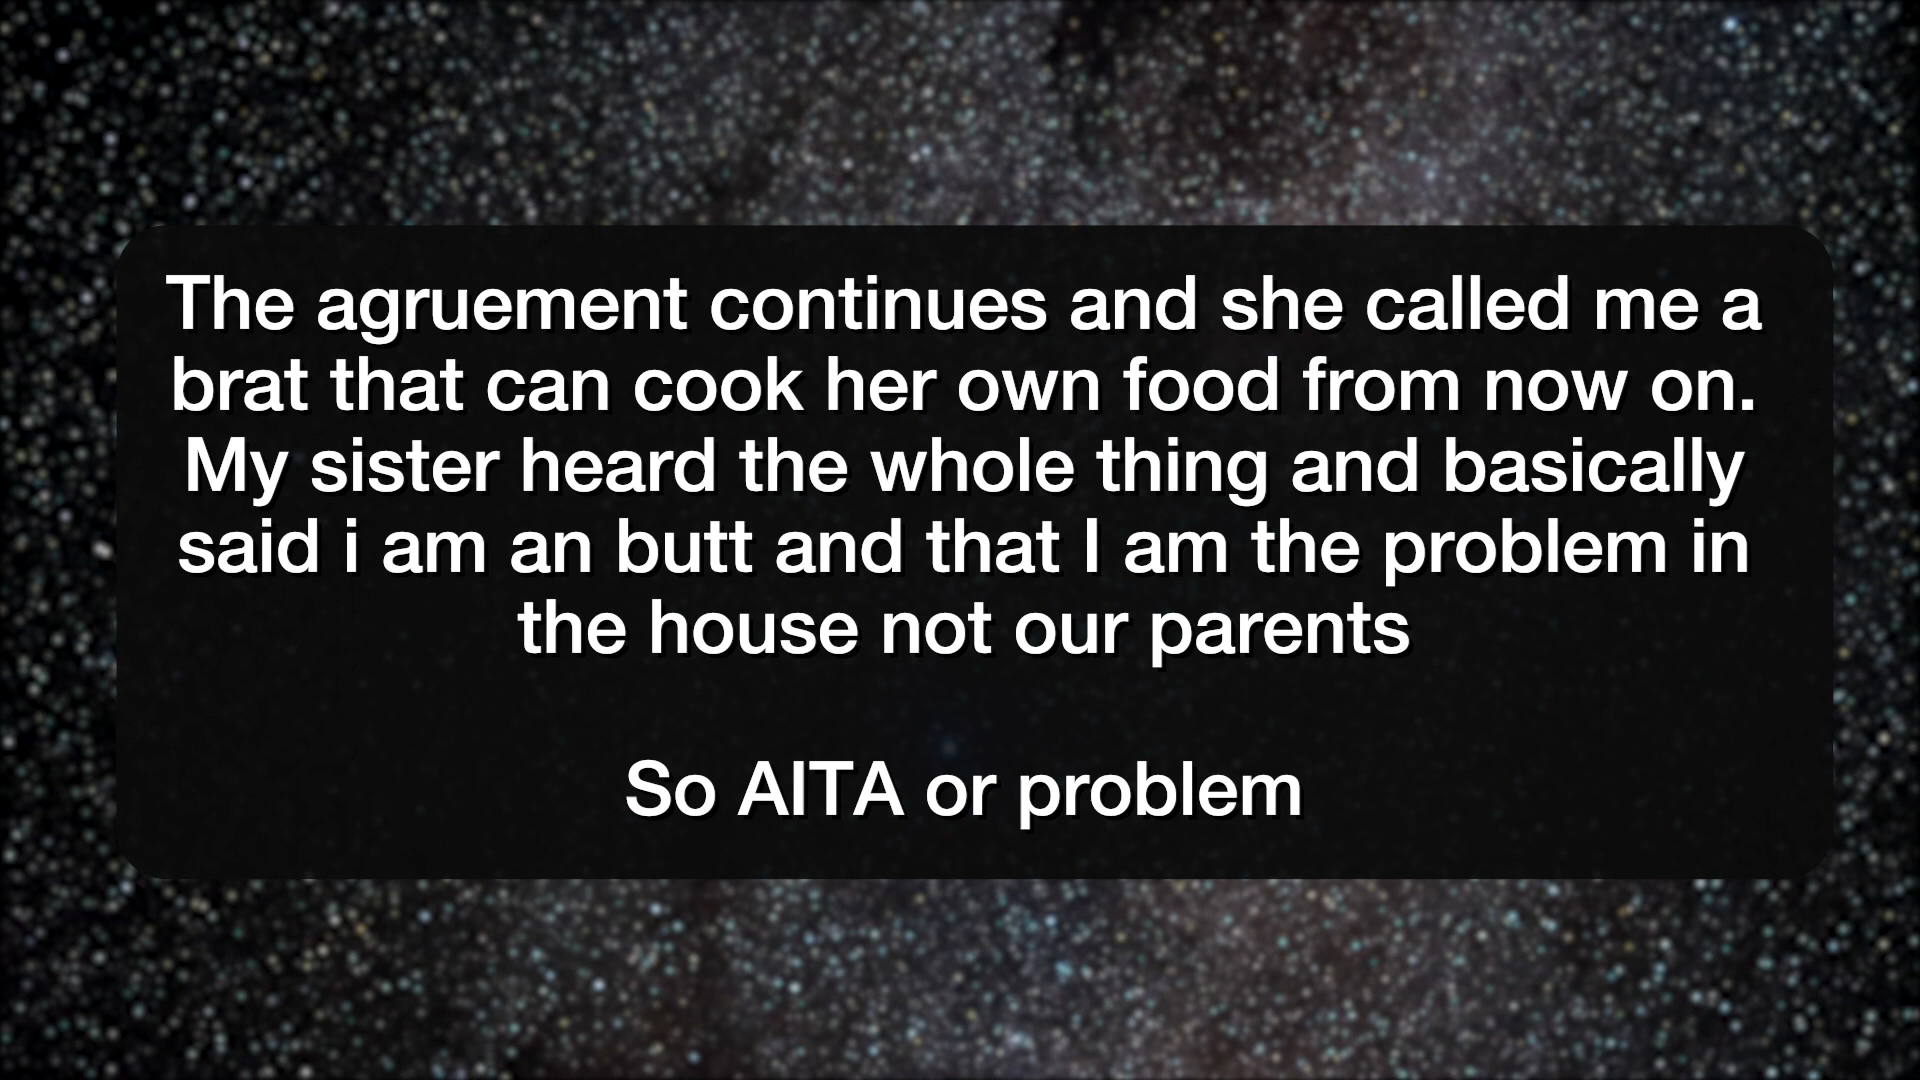 The agruement continues and she called me a
brat that can cook her own food from now on.
My sister heard the whole thing and basically
said i am an butt and that I am the problem in
the house not our parents
So AITA or problem